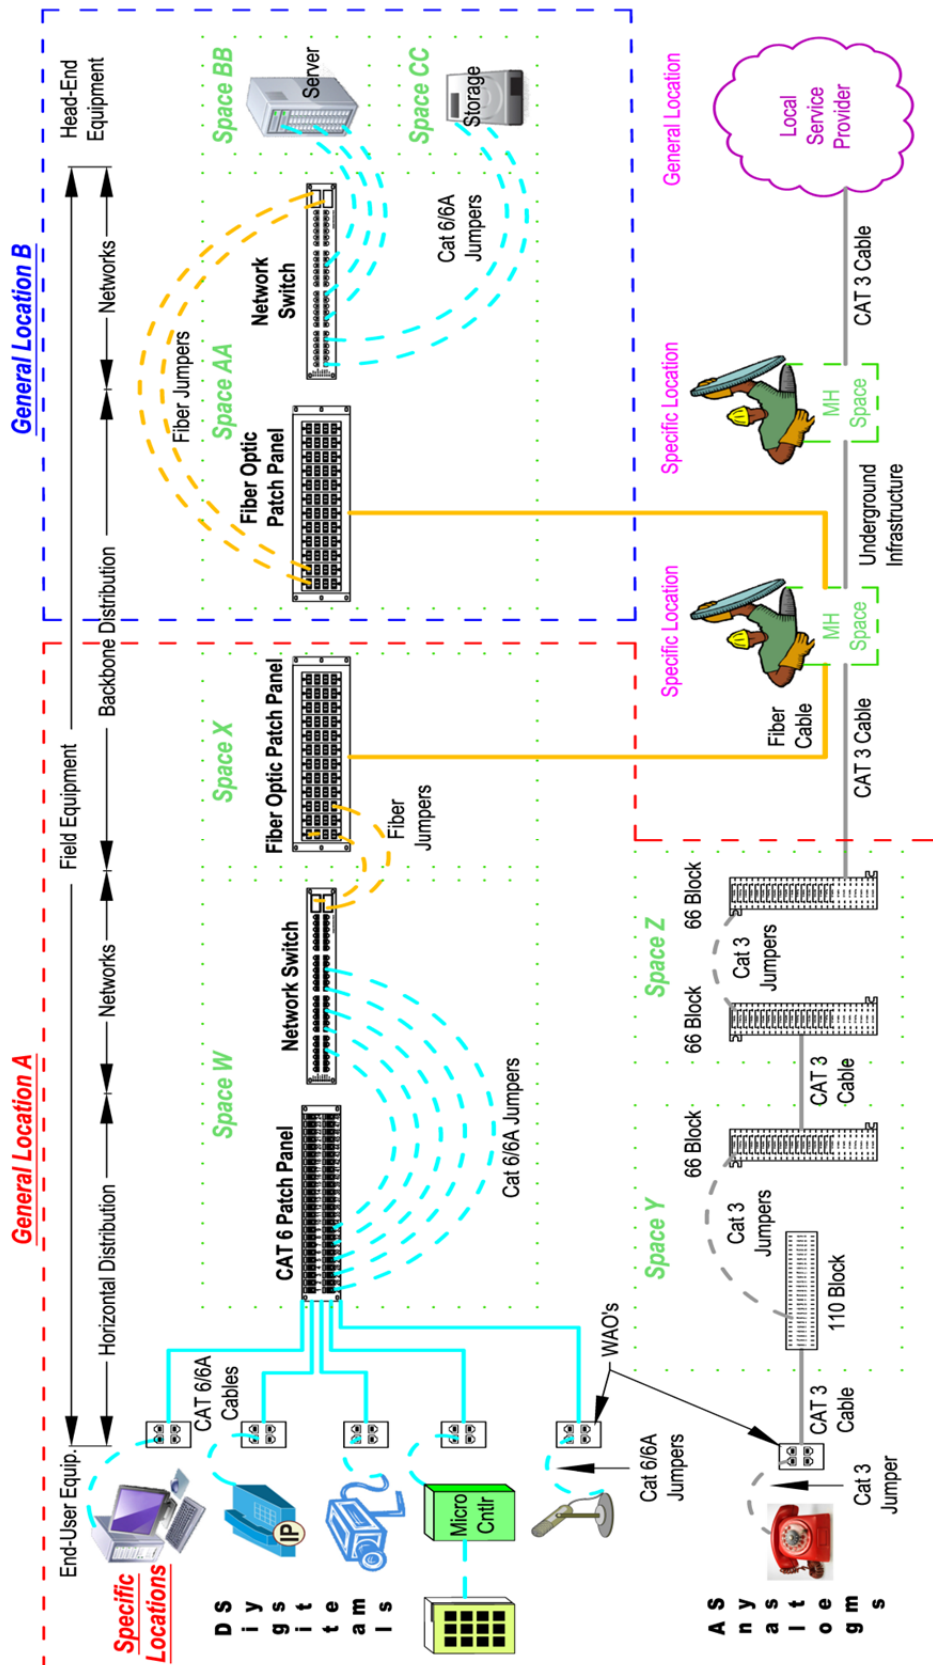 General Location A
General Location B
End-User Equip.
Field Equipment
Head-End
Equipment
Horizontal Distribution
Networks
Backbone Distribution
Networks
Specific
Locations
CAT 6/6A
Cables
Space W
Space X
Fiber Jumpers
Space AA
Space BB
Space CC
CAT 6 Patch Panel
Network Switch
Fiber Optic Patch Panel
Fiber Optic
Patch Panel
Network
Switch
Server
Storage
D S
i y
g s
i t
t e
a m
l s
IP
Micro
Cntlr
Cat 6/6A Jumpers
Fiber
Jumpers
Cat 6/6A
Jumpers
Cat 6/6A
Jumpers
WAO's
Space Y
Space Z
Specific Location
Specific Location
General Location
66 Block
66 Block
66 Block
Cat 3
Jumpers
Cat 3
Jumpers
Fiber
Cable
MH
Space
MH
Space
Local
Service
Provider
110 Block
CAT 3
Cable
CAT 3
Cable
CAT 3 Cable
Underground
Infrastructure
CAT 3 Cable
Cat 3
Jumper
A S
n y
a s
l t
o e
g m
s